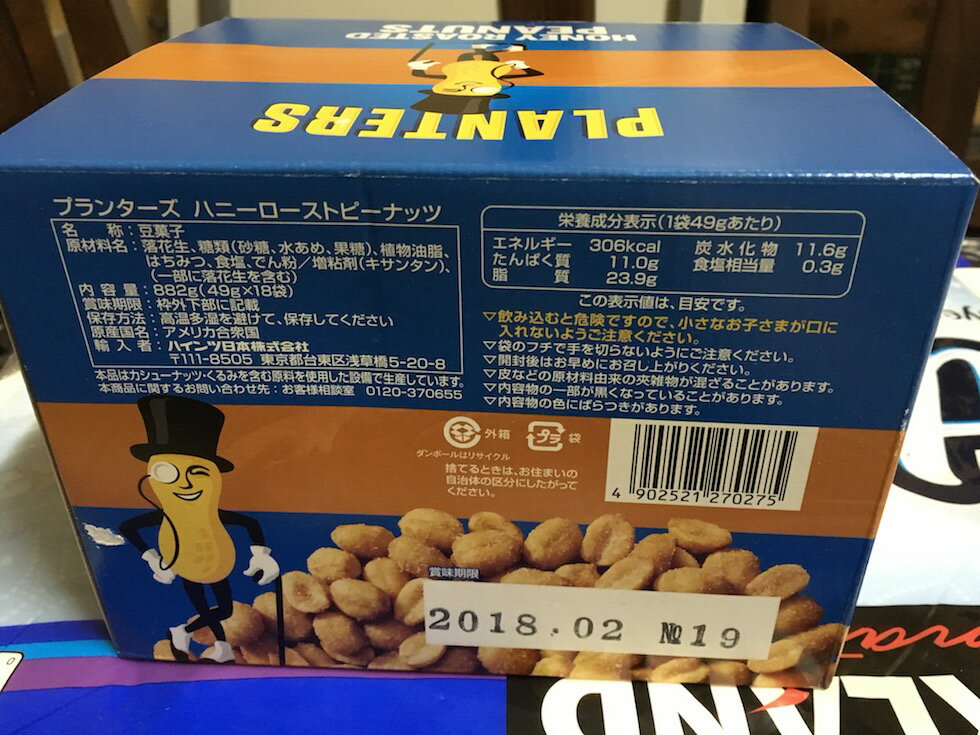 HONEY ROASTED
PEANUTS
PLANTERS
プランターズ ハニーローストピーナッツ
名 称：豆菓子
原材料名：落花生、糖類（砂糖、水あめ、果糖）、植物油脂、
はちみつ、食塩、でん粉／増粘剤（キサンタン）、
（一部に落花生を含む）
内 容 量：882g(49g×18袋)
賞味期限：枠外下部に記載
保存方法：高温多湿を避けて、保存してください
原産国名：アメリカ合衆国
輸 入 者：ハインツ日本株式会社
〒111-8505 東京都台東区浅草橋5-20-8
本品はカシューナッツ・くるみを含む原料を使用した設備で生産しています。
本商品に関するお問い合わせ先：お客様相談室 0120-370655
栄養成分表示（1袋49gあたり）
エネルギー 306kcal 炭水化物 11.6g
たんぱく質 11.0g 食塩相当量 0.3g
脂 質 23.9g
この表示値は、目安です。
▽飲み込むと危険ですので、小さなお子さまが口に
入れないようご注意ください。
▽袋のフチで手を切らないようにご注意ください。
▽開封後はお早めにお召し上がりください。
▽皮などの原材料由来の夾雑物が混ざることがあります。
▽内容物の一部が黒くなっていることがあります。
▽内容物の色にばらつきがあります。
外箱 プラ 袋
ダンボールはリサイクル
捨てるときは、お住まいの
自治体の区分にしたがって
ください。
4 902521 270275
賞味期限
2018.02 №19